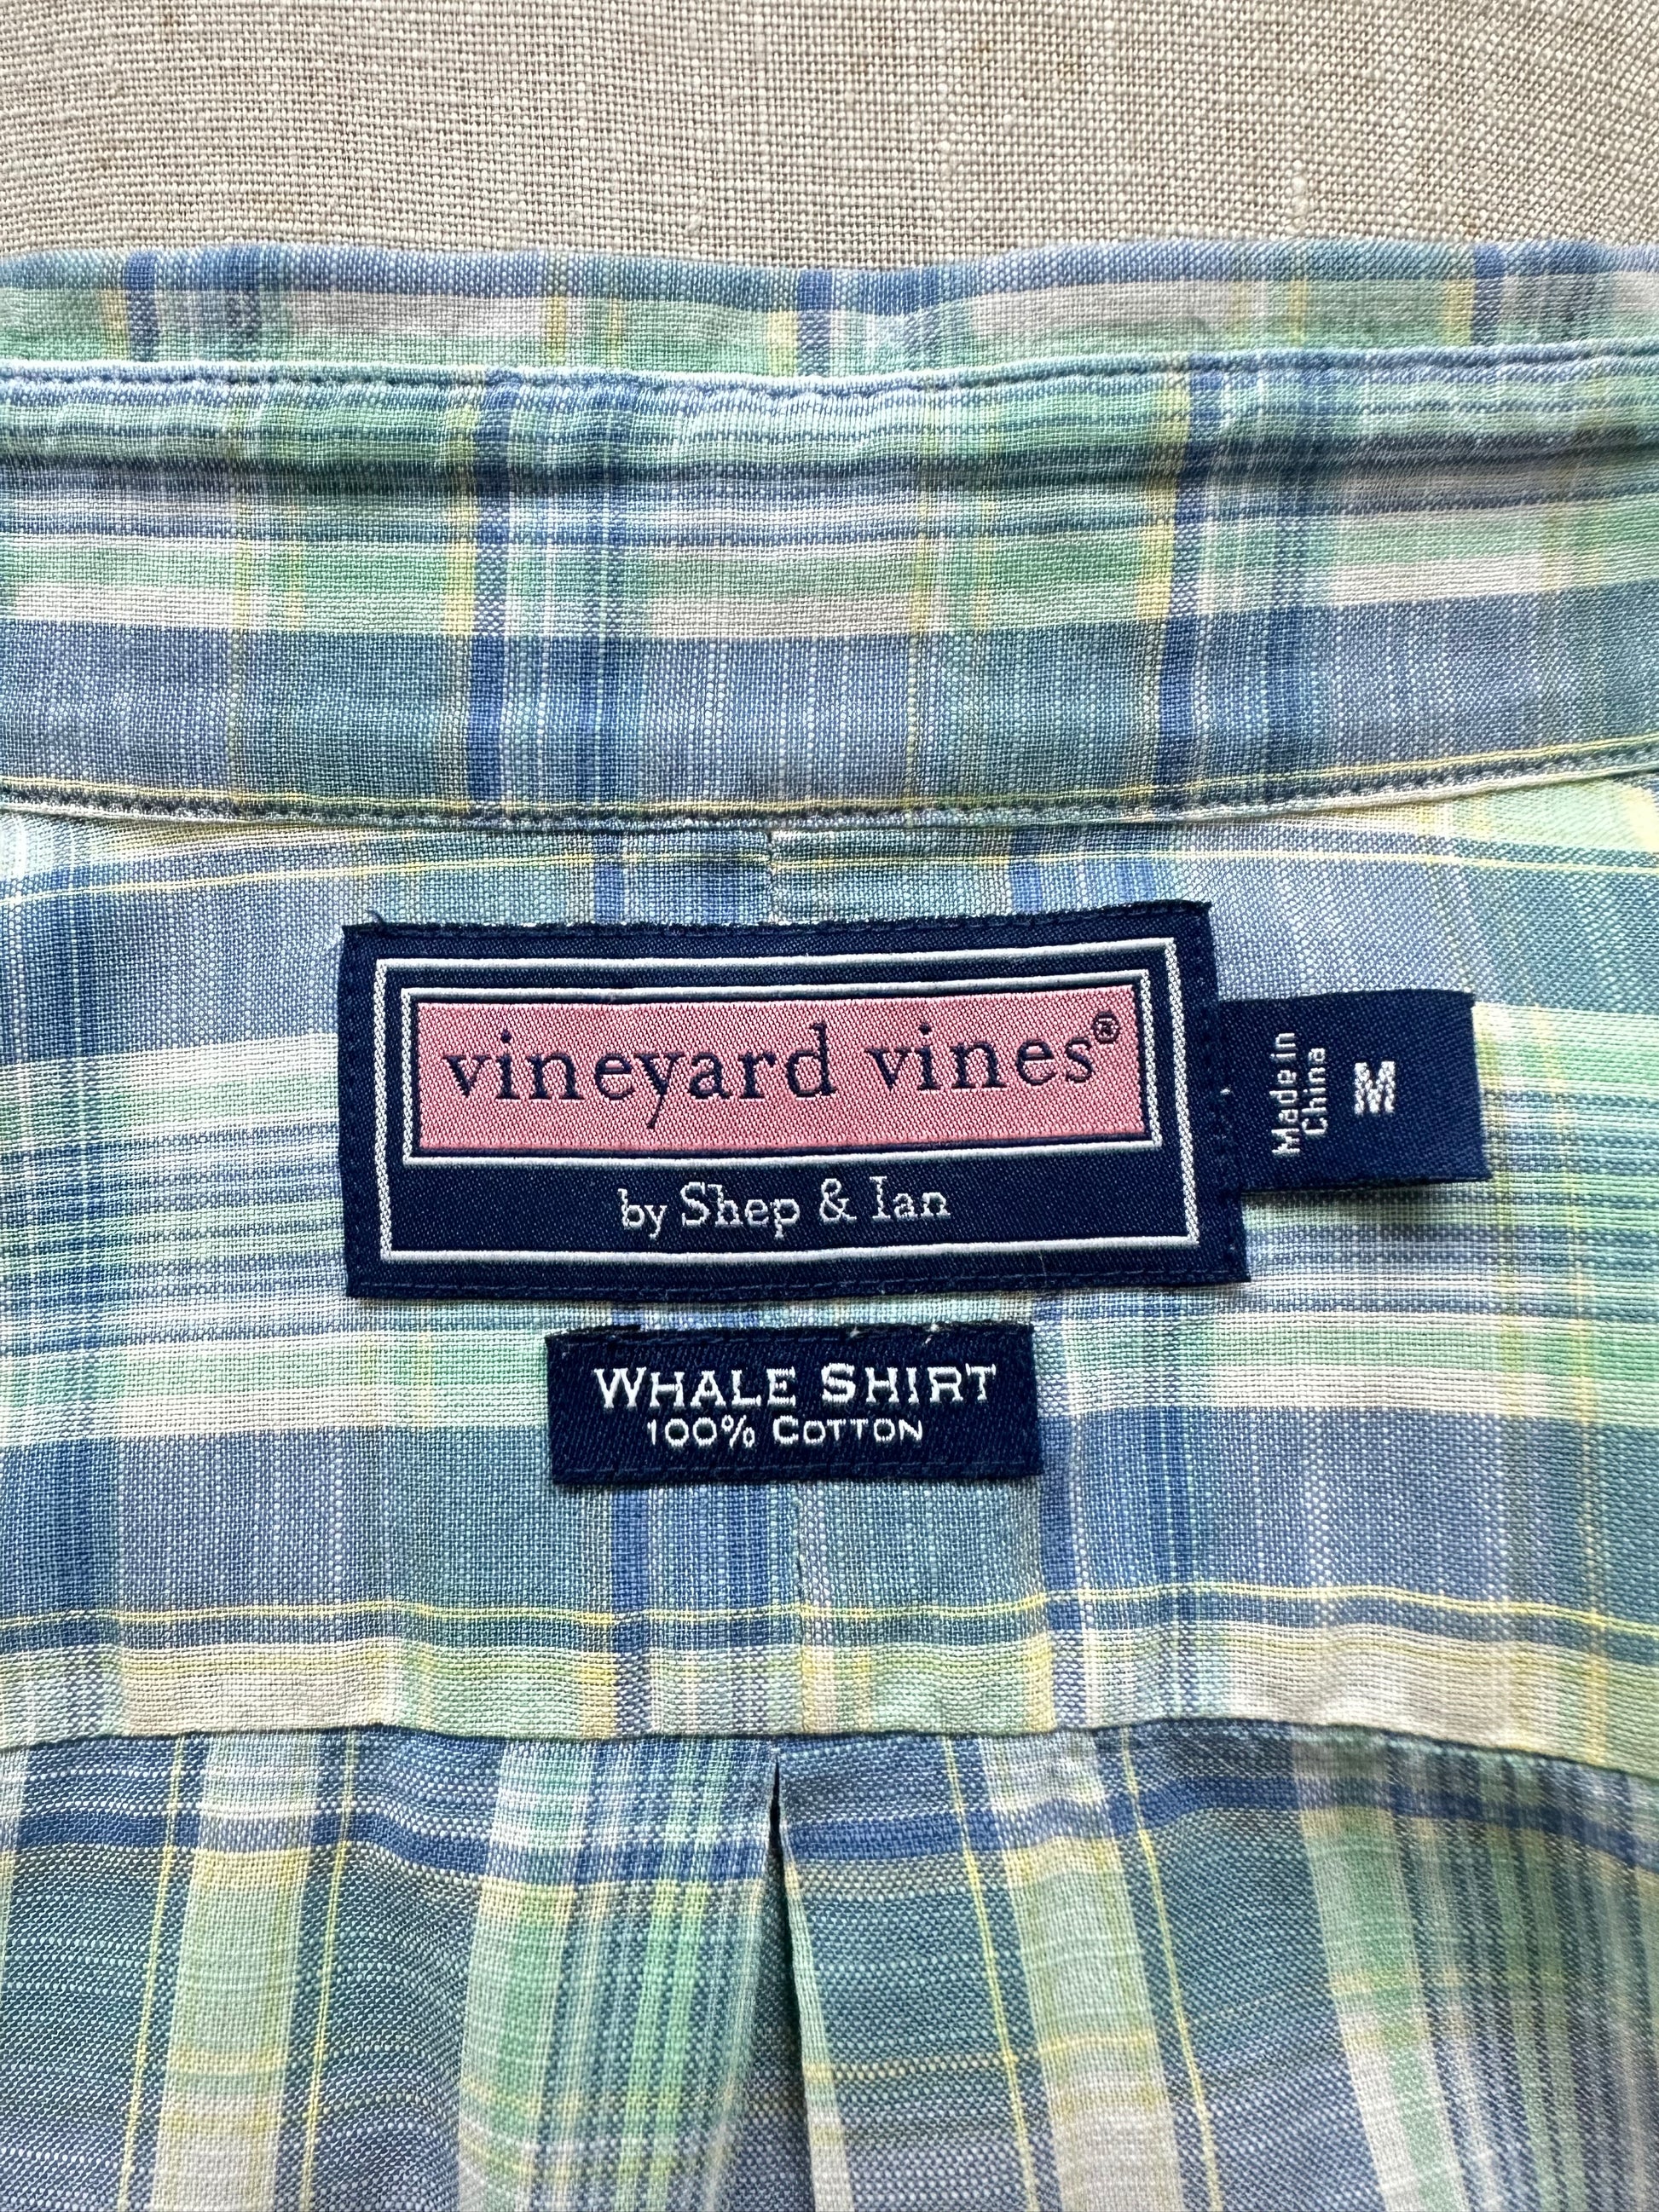 vineyard vines®
by Shep & Ian
Made in
China
M
WHALE SHIRT
100% COTTON